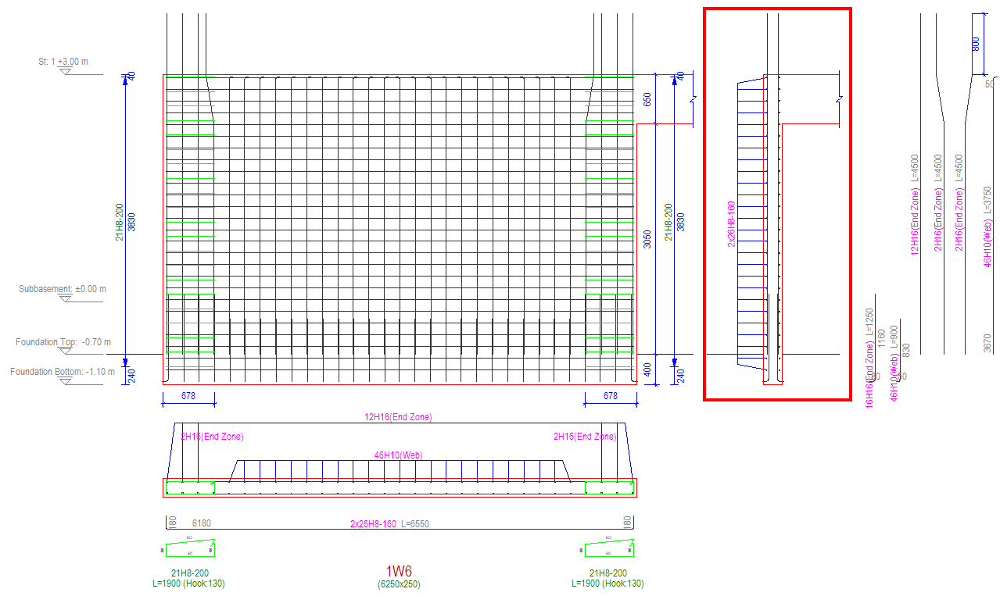 St: 1 +3.00 m
40
650
40
800
50
21H8-200
3830
3050
21H8-200
3830
2x26H8-160
12H16(End Zone) L=4500
2H16(End Zone) L=4500
2H16(End Zone) L=4500
46H10(Web) L=3750
3670
Subbasement: ±0.00 m
Foundation Top: -0.70 m
Foundation Bottom: -1.10 m
240
400
240
16H16(End Zone) L=1250
1160
46H10(Web) L=900
830
678
678
12H16(End Zone)
2H16(End Zone)
2H16(End Zone)
46H10(Web)
180
6180
2x26H8-160 L=6550
180
21H8-200
L=1900 (Hook:130)
1W6
(6250x250)
21H8-200
L=1900 (Hook:130)